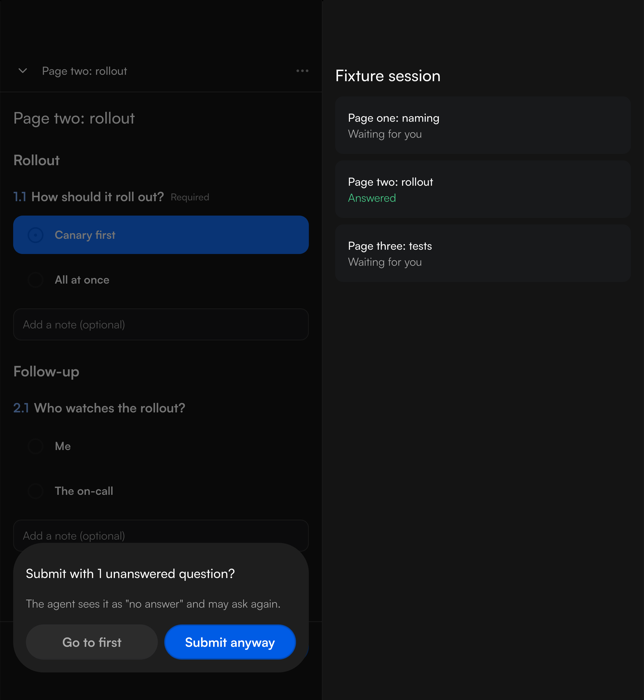 Page two: rollout
Page two: rollout
Rollout
1.1 How should it roll out? Required
Canary first
All at once
Add a note (optional)
Follow-up
2.1 Who watches the rollout?
Me
The on-call
Add a note (optional)
Submit with 1 unanswered question?
The agent sees it as "no answer" and may ask again.
Go to first
Submit anyway
Fixture session
Page one: naming
Waiting for you
Page two: rollout
Answered
Page three: tests
Waiting for you